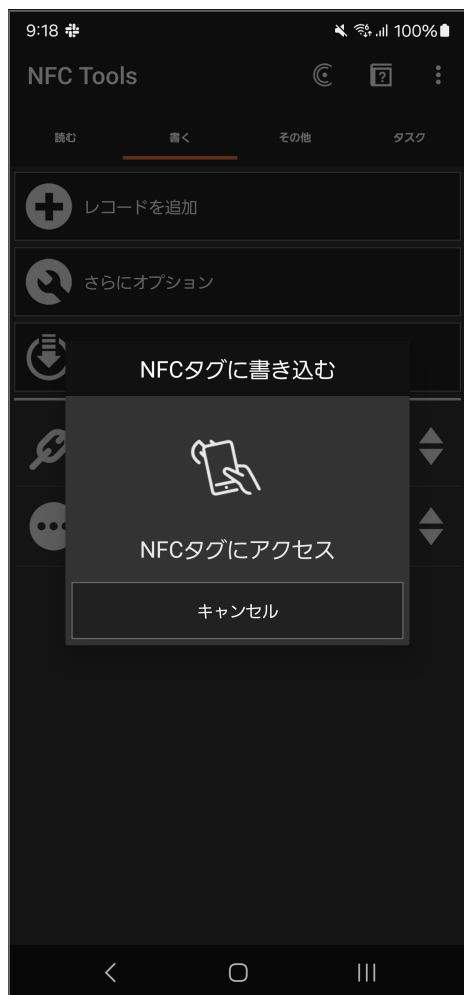 9:18
100%
NFC Tools
読む
書く
その他
タスク
レコードを追加
さらにオプション
NFCタグに書き込む
NFCタグにアクセス
キャンセル